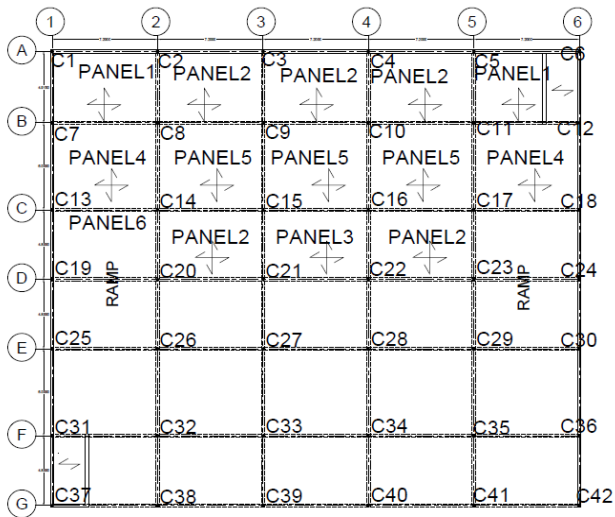 1 2 3 4 5 6
A
C1 C2 C3 C4 C5 C6
PANEL1 PANEL2 PANEL2 PANEL2 PANEL1
B
C7 C8 C9 C10 C11 C12
PANEL4 PANEL5 PANEL5 PANEL5 PANEL4
C13 C14 C15 C16 C17 C18
C
PANEL6
PANEL2 PANEL3 PANEL2
C19 C20 C21 C22 C23 C24
D
RAMP RAMP
C25 C26 C27 C28 C29 C30
E
C31 C32 C33 C34 C35 C36
F
C37 C38 C39 C40 C41 C42
G